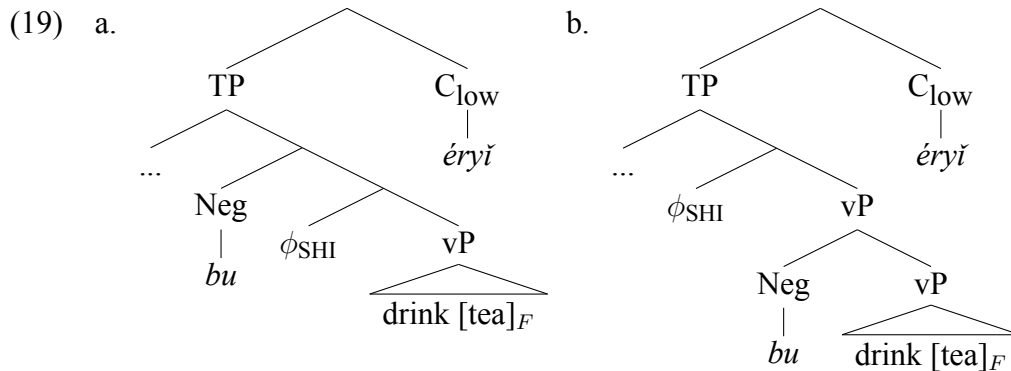 (19) a. b.
TP C_low TP C_low
... éryǐ ... éryǐ
Neg ϕ_SHI vP ϕ_SHI vP
bu drink [tea]_F Neg vP
bu drink [tea]_F